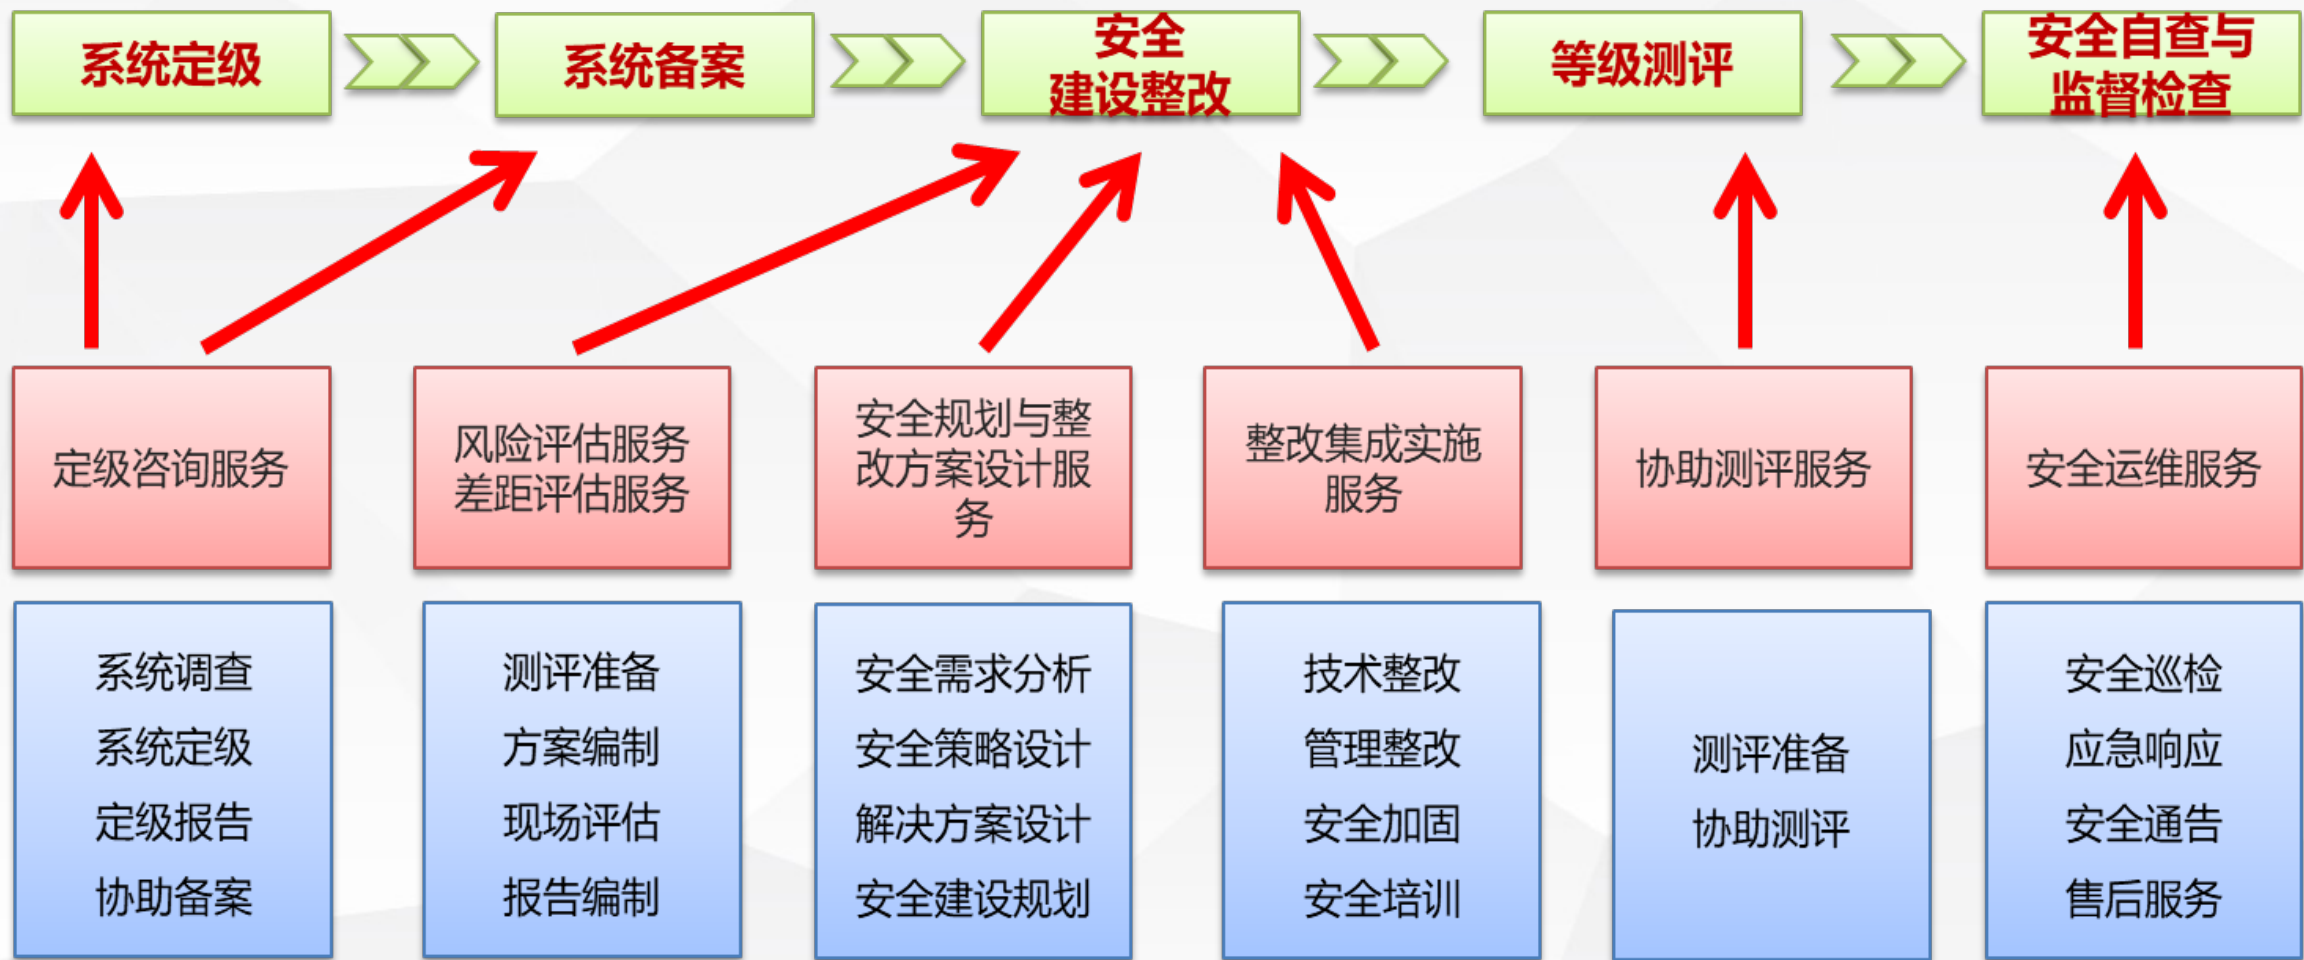 系统定级
系统备案
安全
建设整改
等级测评
安全自查与
监督检查
定级咨询服务
风险评估服务
差距评估服务
安全规划与整
改方案设计服
务
整改集成实施
服务
协助测评服务
安全运维服务
系统调查
系统定级
定级报告
协助备案
测评准备
方案编制
现场评估
报告编制
安全需求分析
安全策略设计
解决方案设计
安全建设规划
技术整改
管理整改
安全加固
安全培训
测评准备
协助测评
安全巡检
应急响应
安全通告
售后服务